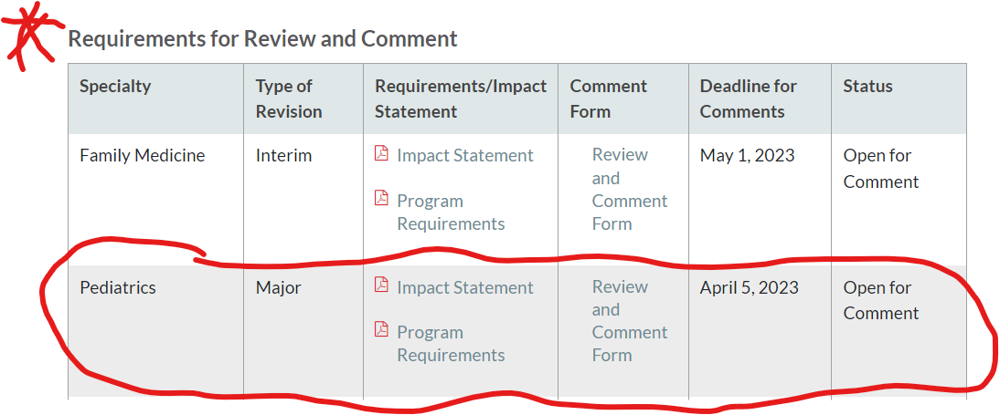 Requirements for Review and Comment
Specialty
Type of
Revision
Requirements/Impact
Statement
Comment
Form
Deadline for
Comments
Status
Family Medicine
Interim
Impact Statement
Program
Requirements
Review
and
Comment
Form
May 1, 2023
Open for
Comment
Pediatrics
Major
Impact Statement
Program
Requirements
Review
and
Comment
Form
April 5, 2023
Open for
Comment